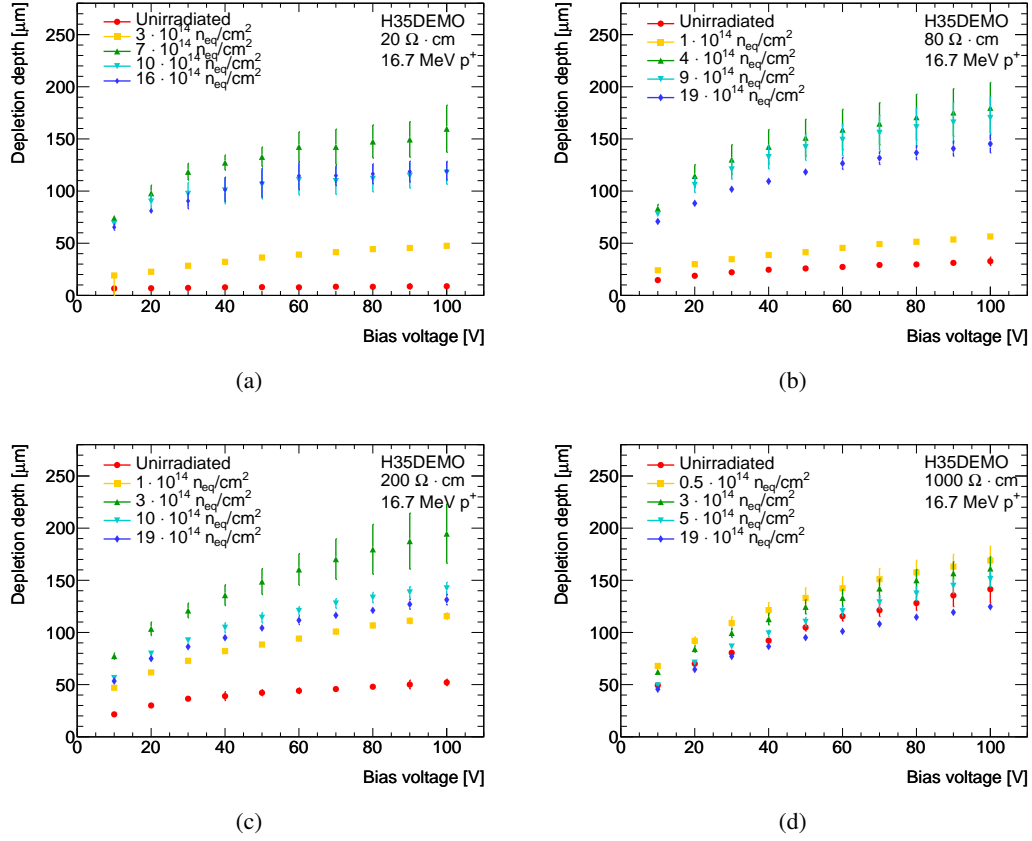 Depletion depth [μm]
250
200
150
100
50
0
Unirradiated
3 · 10^14 n_eq/cm^2
7 · 10^14 n_eq/cm^2
10 · 10^14 n_eq/cm^2
16 · 10^14 n_eq/cm^2
H35DEMO
20 Ω · cm
16.7 MeV p^+
0 20 40 60 80 100
Bias voltage [V]
(a)
Depletion depth [μm]
250
200
150
100
50
0
Unirradiated
1 · 10^14 n_eq/cm^2
4 · 10^14 n_eq/cm^2
9 · 10^14 n_eq/cm^2
19 · 10^14 n_eq/cm^2
H35DEMO
80 Ω · cm
16.7 MeV p^+
0 20 40 60 80 100
Bias voltage [V]
(b)
Depletion depth [μm]
250
200
150
100
50
0
Unirradiated
1 · 10^14 n_eq/cm^2
3 · 10^14 n_eq/cm^2
10 · 10^14 n_eq/cm^2
19 · 10^14 n_eq/cm^2
H35DEMO
200 Ω · cm
16.7 MeV p^+
0 20 40 60 80 100
Bias voltage [V]
(c)
Depletion depth [μm]
250
200
150
100
50
0
Unirradiated
0.5 · 10^14 n_eq/cm^2
3 · 10^14 n_eq/cm^2
5 · 10^14 n_eq/cm^2
19 · 10^14 n_eq/cm^2
H35DEMO
1000 Ω · cm
16.7 MeV p^+
0 20 40 60 80 100
Bias voltage [V]
(d)